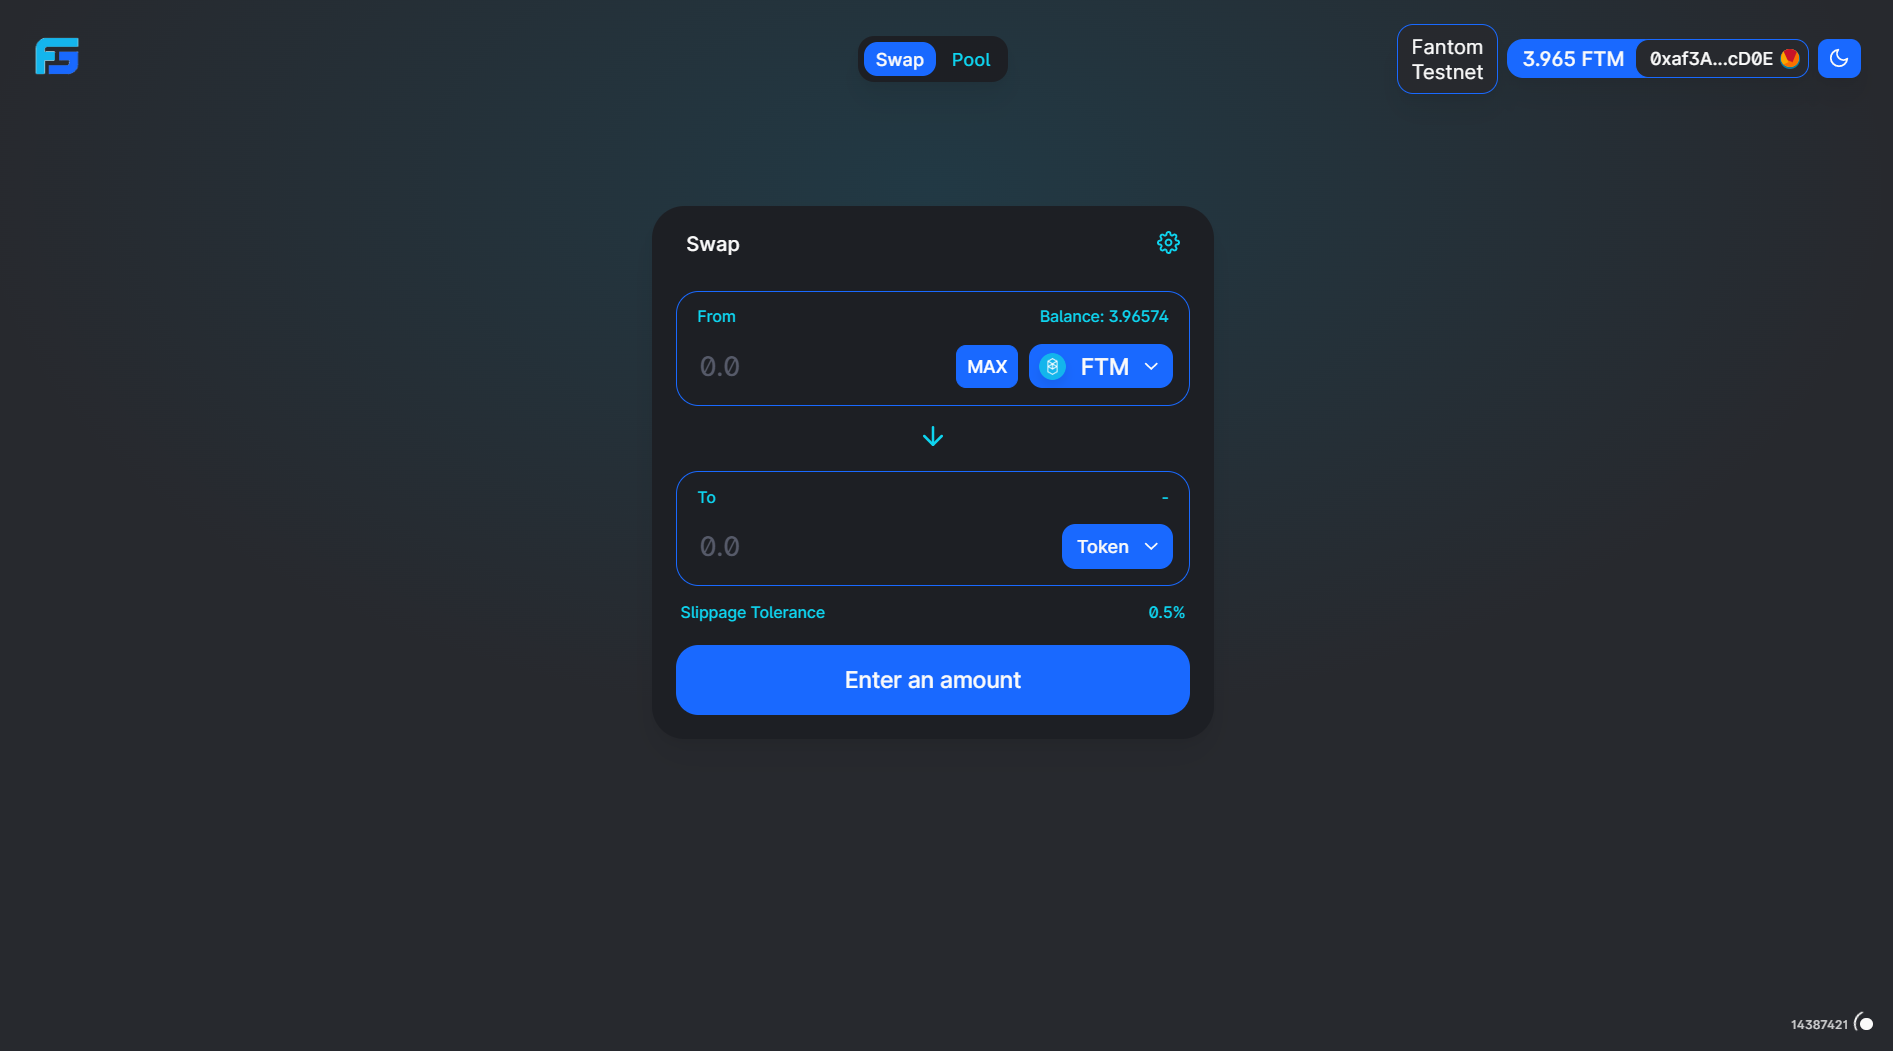 Swap Pool
Fantom
Testnet
3.965 FTM 0xaf3A...cD0E
Swap
From Balance: 3.96574
0.0 MAX FTM
To -
0.0 Token
Slippage Tolerance 0.5%
Enter an amount
14387421